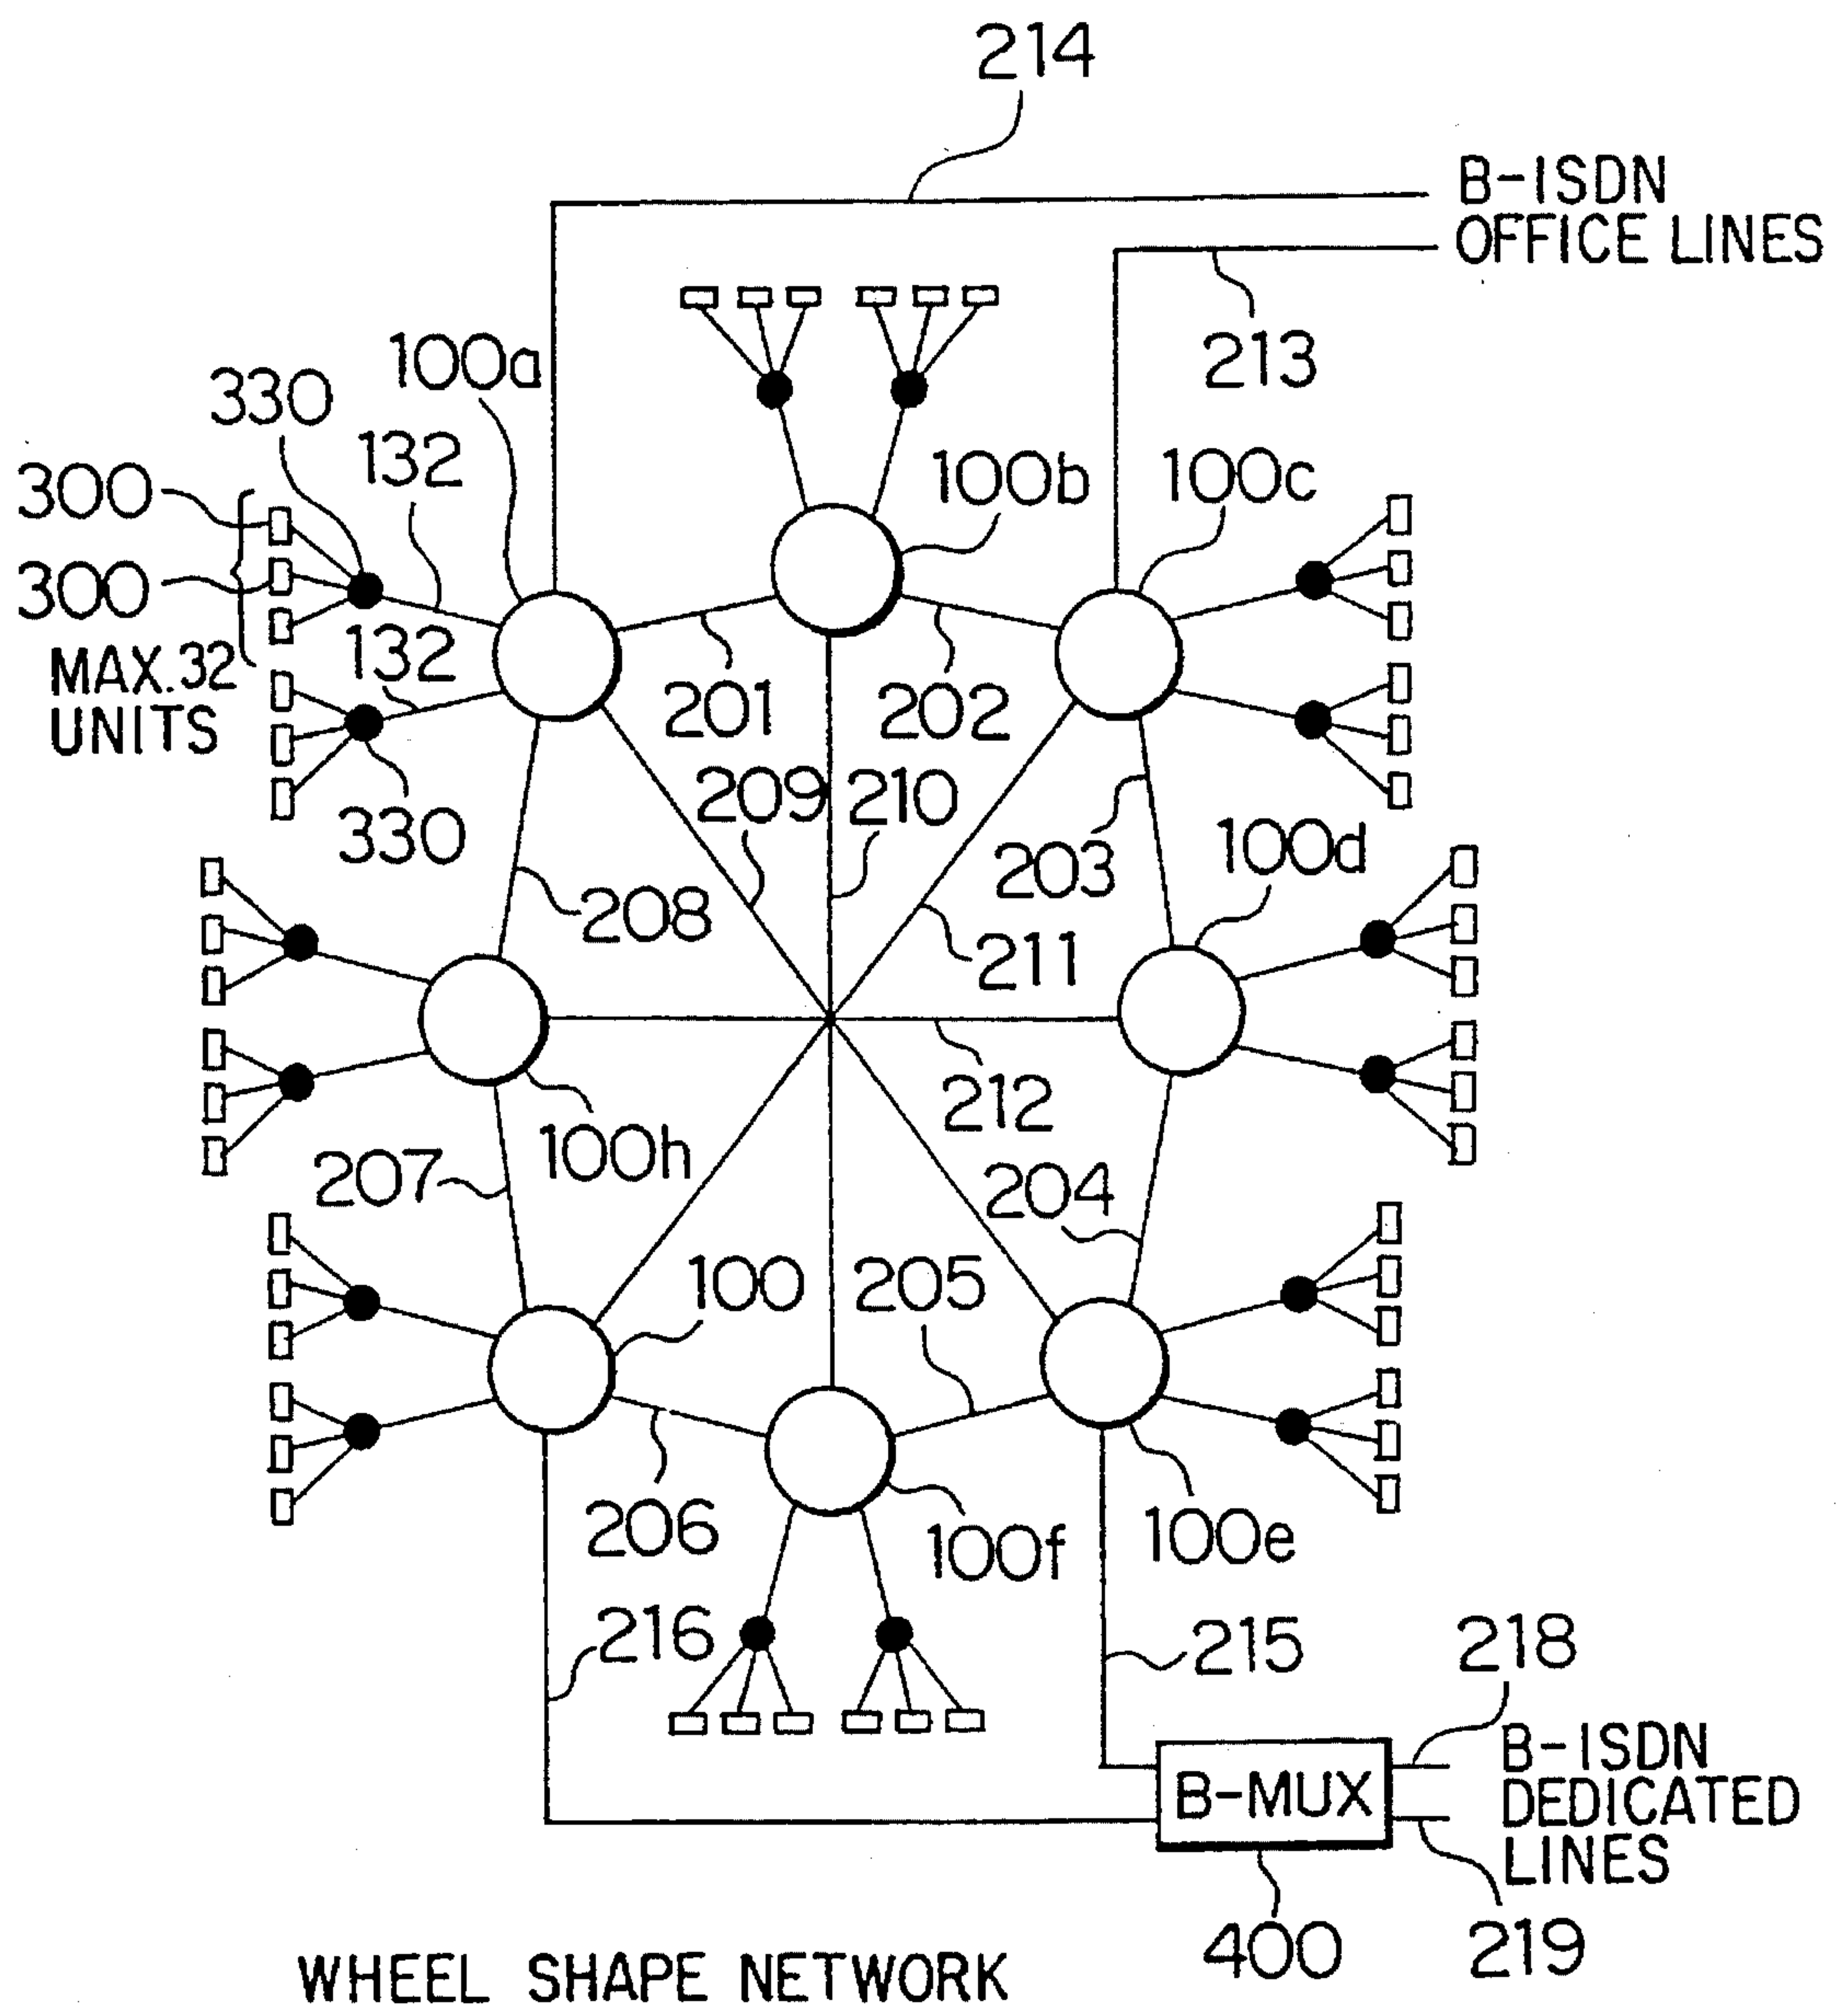 214
B-ISDN
OFFICE LINES
213
100a
330
132
100b
100c
300
300
132
MAX.32
UNITS
201
202
209
210
203
100d
330
208
211
212
100h
207
204
100
205
206
100f
100e
216
215
218
B-MUX
B-ISDN
DEDICATED
LINES
400
219
WHEEL SHAPE NETWORK